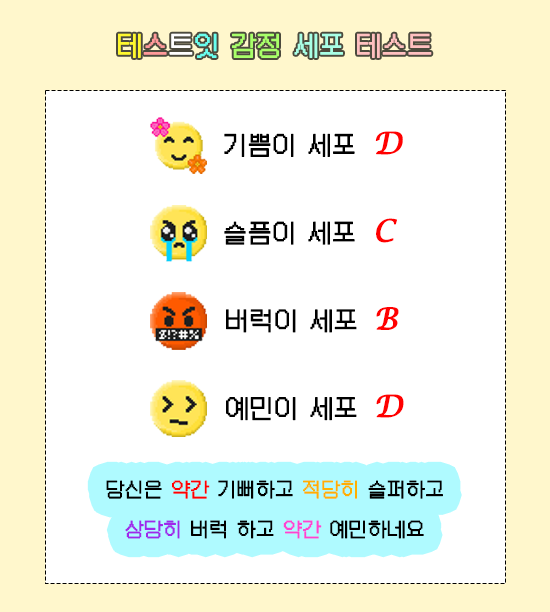 테스트잇 감정 세포 테스트
기쁨이 세포 D
슬픔이 세포 C
$!?#%
버럭이 세포 B
예민이 세포 D
당신은 약간 기뻐하고 적당히 슬퍼하고
상당히 버럭 하고 약간 예민하네요